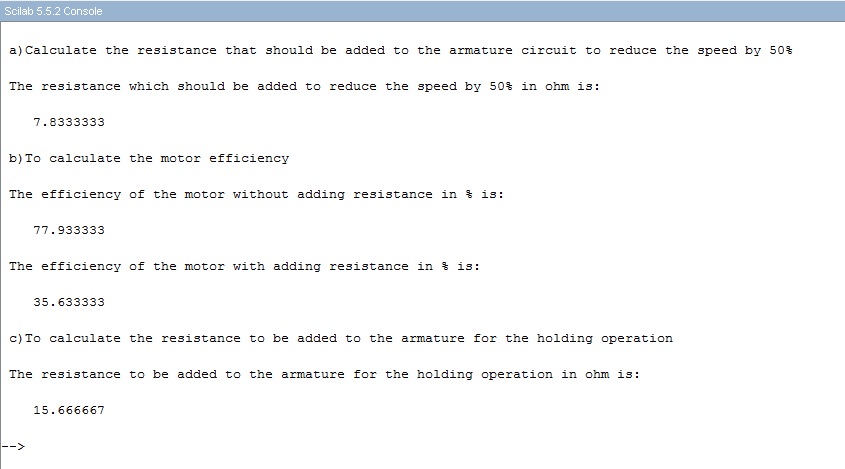 Scilab 5.5.2 Console
a)Calculate the resistance that should be added to the armature circuit to reduce the speed by 50%
The resistance which should be added to reduce the speed by 50% in ohm is:
7.8333333
b)To calculate the motor efficiency
The efficiency of the motor without adding resistance in % is:
77.933333
The efficiency of the motor with adding resistance in % is:
35.633333
c)To calculate the resistance to be added to the armature for the holding operation
The resistance to be added to the armature for the holding operation in ohm is:
15.666667
-->